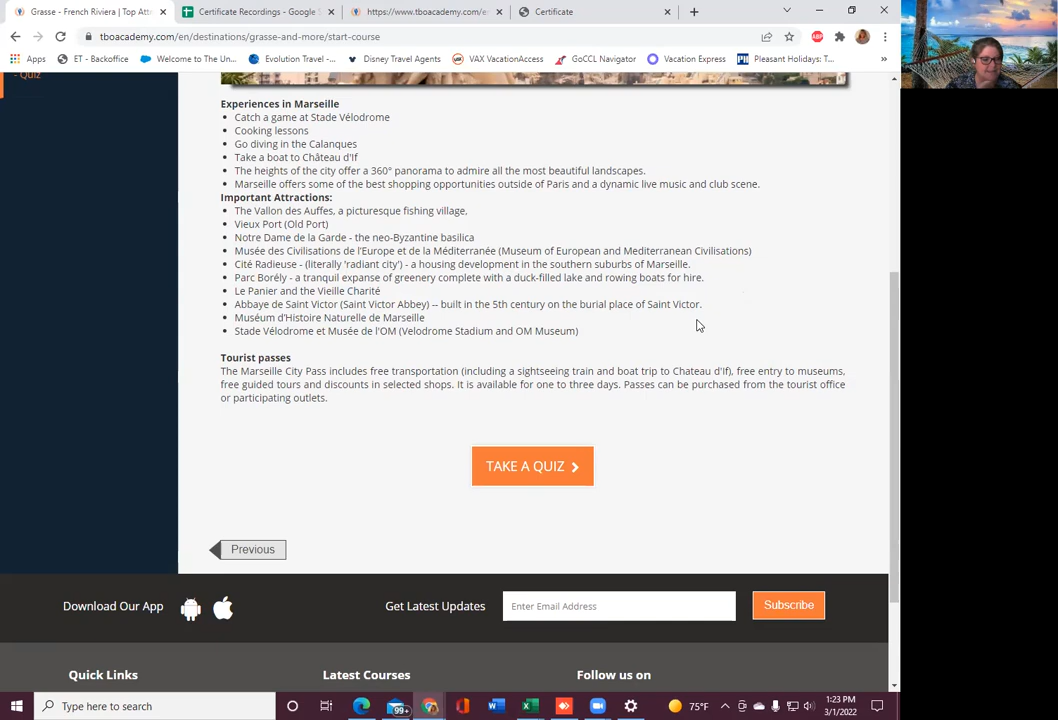 Grasse - French Riviera | Top Att
Certificate Recordings - Google S
https://www.tboacademy.com/en
Certificate
tboacademy.com/en/destinations/grasse-and-more/start-course
Apps
ET - Backoffice
Welcome to The Un...
Evolution Travel -...
Disney Travel Agents
VAX VacationAccess
GoCCL Navigator
Vacation Express
Pleasant Holidays: T...
- Quiz
Experiences in Marseille
Catch a game at Stade Vélodrome
Cooking lessons
Go diving in the Calanques
Take a boat to Château d'If
The heights of the city offer a 360° panorama to admire all the most beautiful landscapes.
Marseille offers some of the best shopping opportunities outside of Paris and a dynamic live music and club scene.
Important Attractions:
The Vallon des Auffes, a picturesque fishing village,
Vieux Port (Old Port)
Notre Dame de la Garde - the neo-Byzantine basilica
Musée des Civilisations de l'Europe et de la Méditerranée (Museum of European and Mediterranean Civilisations)
Cité Radieuse - (literally 'radiant city') - a housing development in the southern suburbs of Marseille.
Parc Borély - a tranquil expanse of greenery complete with a duck-filled lake and rowing boats for hire.
Le Panier and the Vieille Charité
Abbaye de Saint Victor (Saint Victor Abbey) -- built in the 5th century on the burial place of Saint Victor.
Muséum d'Histoire Naturelle de Marseille
Stade Vélodrome et Musée de l'OM (Velodrome Stadium and OM Museum)
Tourist passes
The Marseille City Pass includes free transportation (including a sightseeing train and boat trip to Chateau d'If), free entry to museums,
free guided tours and discounts in selected shops. It is available for one to three days. Passes can be purchased from the tourist office
or participating outlets.
TAKE A QUIZ
Previous
Download Our App
Get Latest Updates
Enter Email Address
Subscribe
Quick Links
Latest Courses
Follow us on
Type here to search
99+
75°F
1:23 PM
3/1/2022